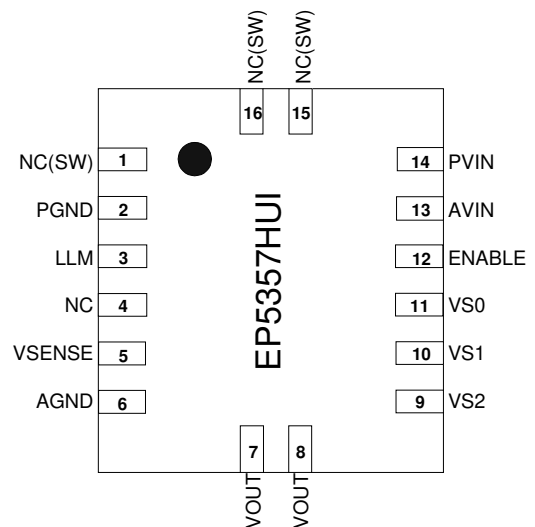 NC(SW)
NC(SW)
16
15
NC(SW)
1
14
PVIN
PGND
2
13
AVIN
LLM
3
12
ENABLE
NC
4
11
VS0
VSENSE
5
10
VS1
AGND
6
9
VS2
EP5357HUI
7
8
VOUT
VOUT